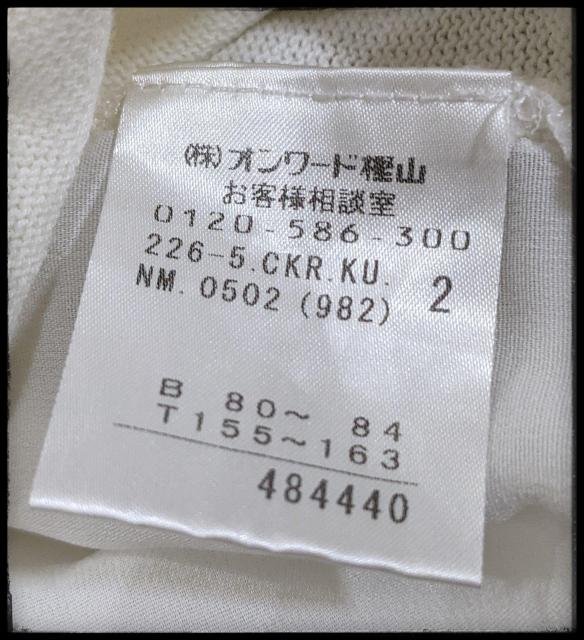 (株)オンワード樫山
お客様相談室
0120-586-300
226-5.CKR.KU. 2
NM. 0502 (982)
B 80～ 84
T155～163
484440